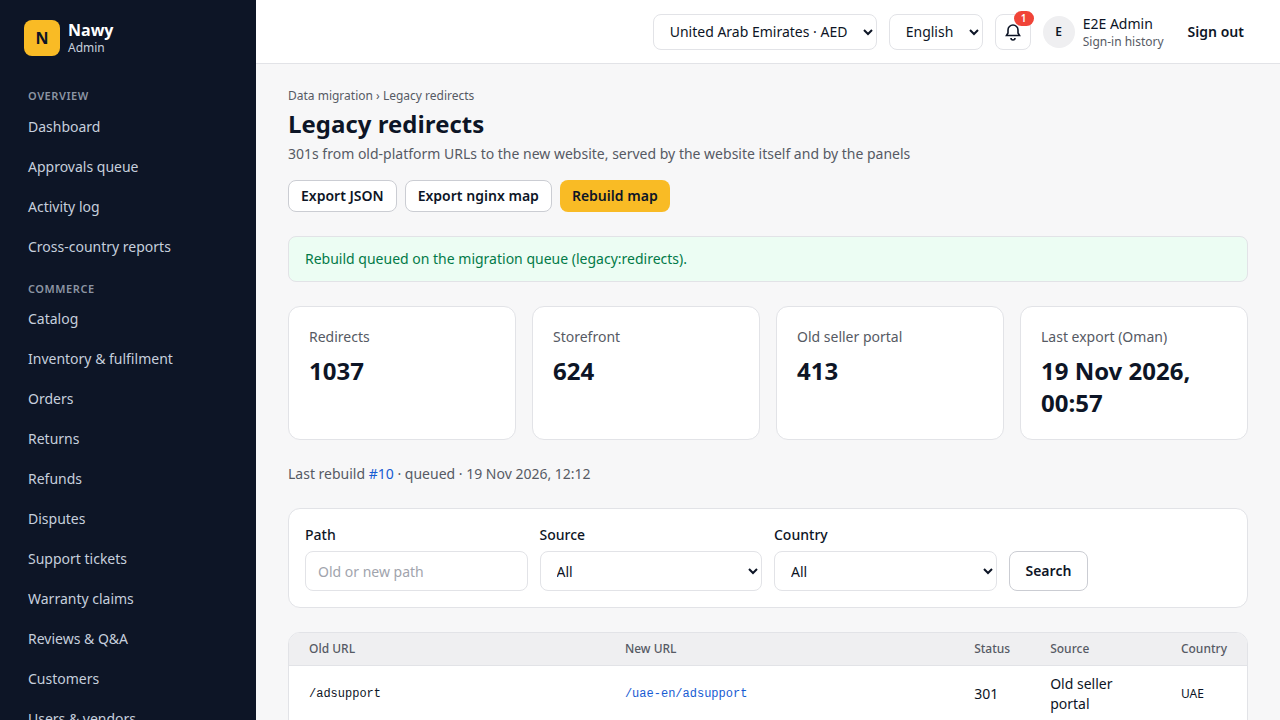 N
Nawy
Admin
OVERVIEW
Dashboard
Approvals queue
Activity log
Cross-country reports
COMMERCE
Catalog
Inventory & fulfilment
Orders
Returns
Refunds
Disputes
Support tickets
Warranty claims
Reviews & Q&A
Customers
Users & vendors
United Arab Emirates · AED
English
1
E
E2E Admin
Sign-in history
Sign out
Data migration › Legacy redirects
Legacy redirects
301s from old-platform URLs to the new website, served by the website itself and by the panels
Export JSON
Export nginx map
Rebuild map
Rebuild queued on the migration queue (legacy:redirects).
Redirects
1037
Storefront
624
Old seller portal
413
Last export (Oman)
19 Nov 2026,
00:57
Last rebuild #10 · queued · 19 Nov 2026, 12:12
Path
Source
Country
Old or new path
All
All
Search
Old URL
New URL
Status
Source
Country
/adsupport
/uae-en/adsupport
301
Old seller
portal
UAE